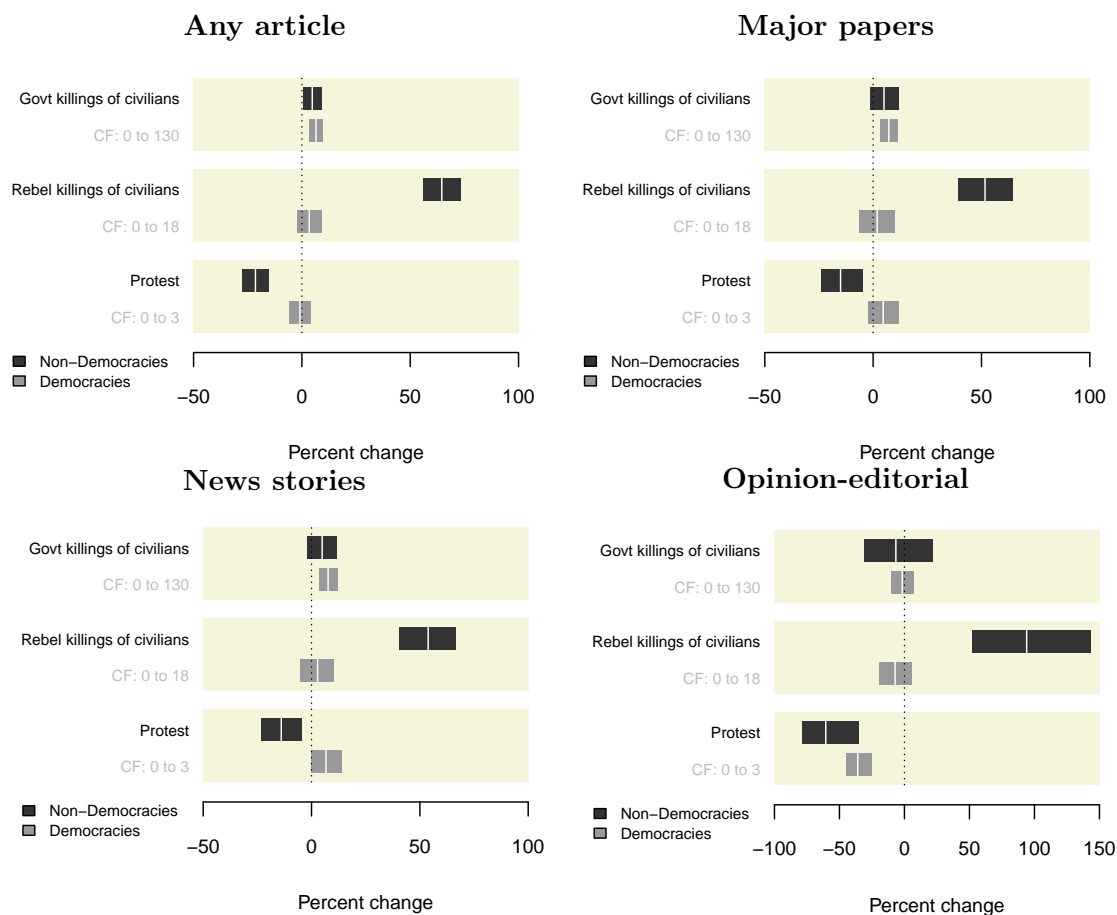 Any article
Govt killings of civilians
CF: 0 to 130
Rebel killings of civilians
CF: 0 to 18
Protest
CF: 0 to 3
Non−Democracies
Democracies
−50 0 50 100
Percent change
Major papers
Govt killings of civilians
CF: 0 to 130
Rebel killings of civilians
CF: 0 to 18
Protest
CF: 0 to 3
Non−Democracies
Democracies
−50 0 50 100
Percent change
News stories
Govt killings of civilians
CF: 0 to 130
Rebel killings of civilians
CF: 0 to 18
Protest
CF: 0 to 3
Non−Democracies
Democracies
−50 0 50 100
Percent change
Opinion-editorial
Govt killings of civilians
CF: 0 to 130
Rebel killings of civilians
CF: 0 to 18
Protest
CF: 0 to 3
Non−Democracies
Democracies
−100 −50 0 50 100 150
Percent change